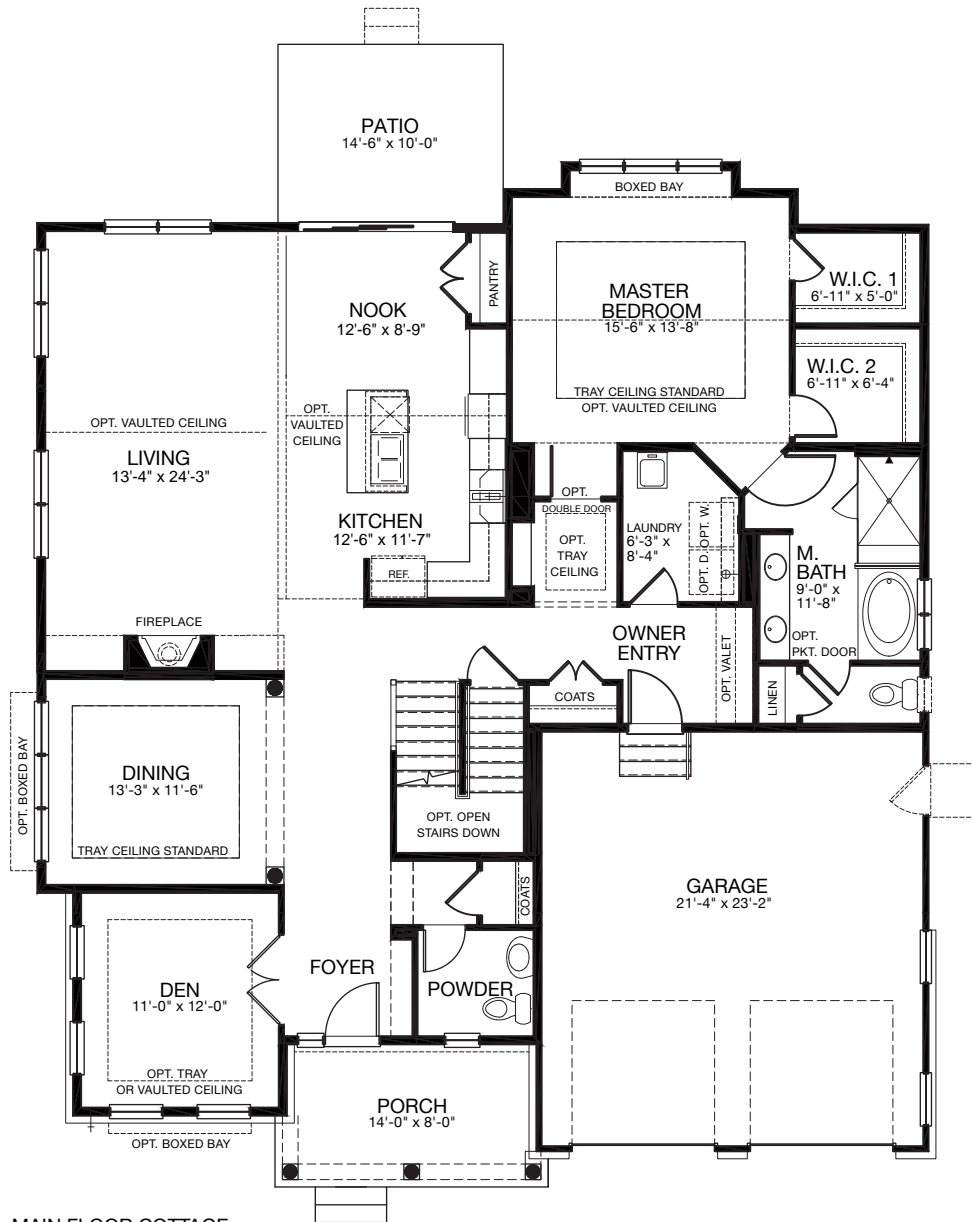 PATIO
14'-6" x 10'-0"
BOXED BAY
MASTER
BEDROOM
15'-6" x 13'-8"
TRAY CEILING STANDARD
OPT. VAULTED CEILING
W.I.C. 1
6'-11" x 5'-0"
W.I.C. 2
6'-11" x 6'-4"
PANTRY
NOOK
12'-6" x 8'-9"
OPT.
VAULTED
CEILING
OPT. VAULTED CEILING
LIVING
13'-4" x 24'-3"
KITCHEN
12'-6" x 11'-7"
REF.
OPT.
DOUBLE DOOR
OPT.
TRAY
CEILING
LAUNDRY
6'-3" x
8'-4"
OPT. D.
OPT. W.
M.
BATH
9'-0" x
11'-8"
OPT.
PKT. DOOR
FIREPLACE
OWNER
ENTRY
OPT. VALET
LINEN
COATS
OPT. BOXED BAY
DINING
13'-3" x 11'-6"
TRAY CEILING STANDARD
OPT. OPEN
STAIRS DOWN
COATS
GARAGE
21'-4" x 23'-2"
DEN
11'-0" x 12'-0"
OPT. TRAY
OR VAULTED CEILING
OPT. BOXED BAY
FOYER
POWDER
PORCH
14'-0" x 8'-0"
MAIN FLOOR COTTAGE